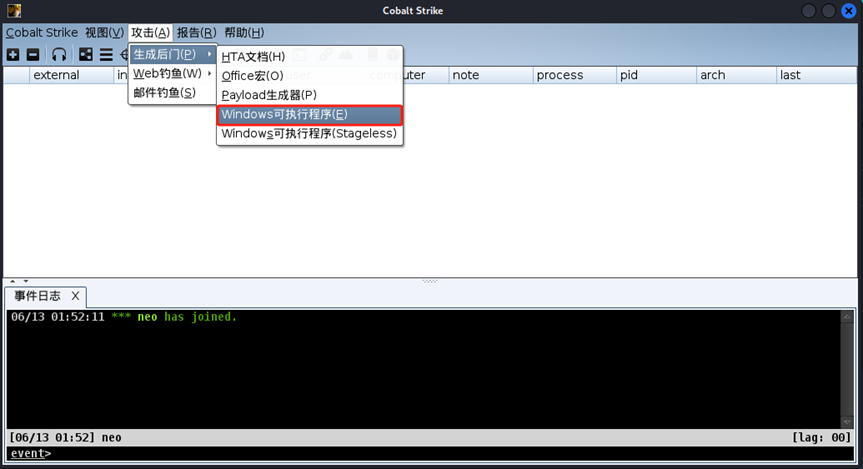 Cobalt Strike
Cobalt Strike 视图(V) 攻击(A) 报告(R) 帮助(H)
生成后门(P)
Web钓鱼(W)
邮件钓鱼(S)
HTA文档(H)
Office宏(O)
Payload生成器(P)
Windows可执行程序(E)
Windows可执行程序(Stageless)
external note process pid arch last
事件日志 X
06/13 01:52:11 *** neo has joined.
[06/13 01:52] neo [lag: 00]
event>